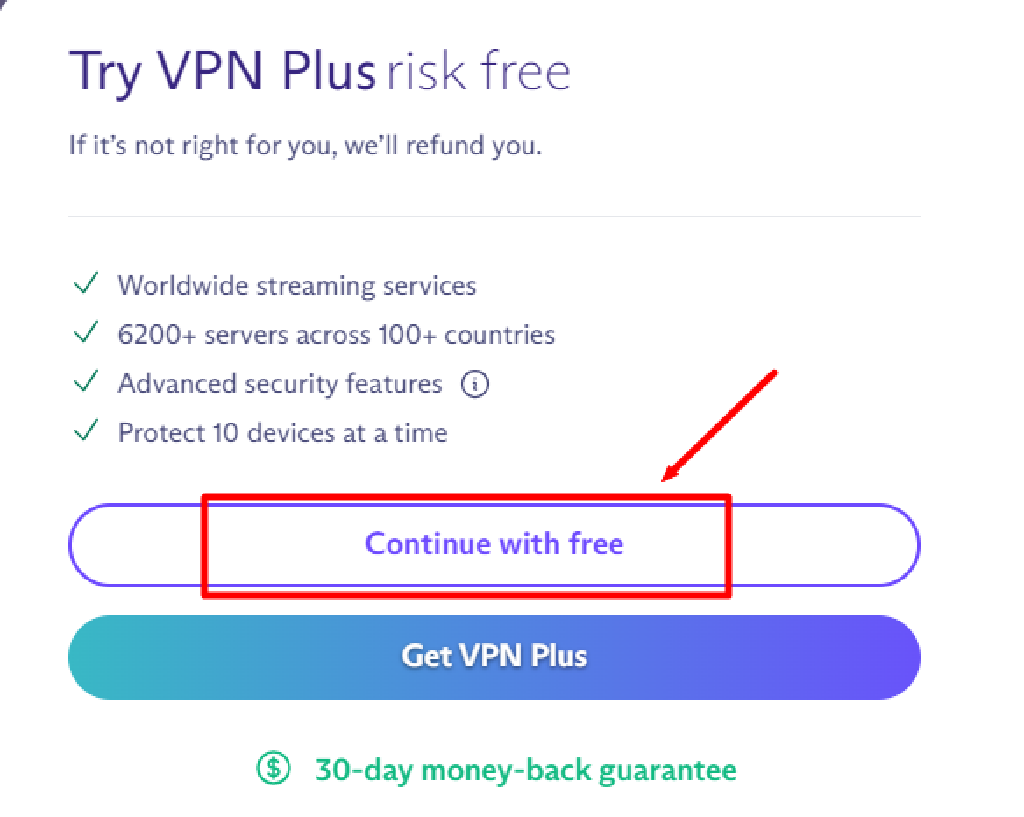 Try VPN Plus risk free
If it's not right for you, we'll refund you.
Worldwide streaming services
6200+ servers across 100+ countries
Advanced security features
Protect 10 devices at a time
Continue with free
Get VPN Plus
30-day money-back guarantee